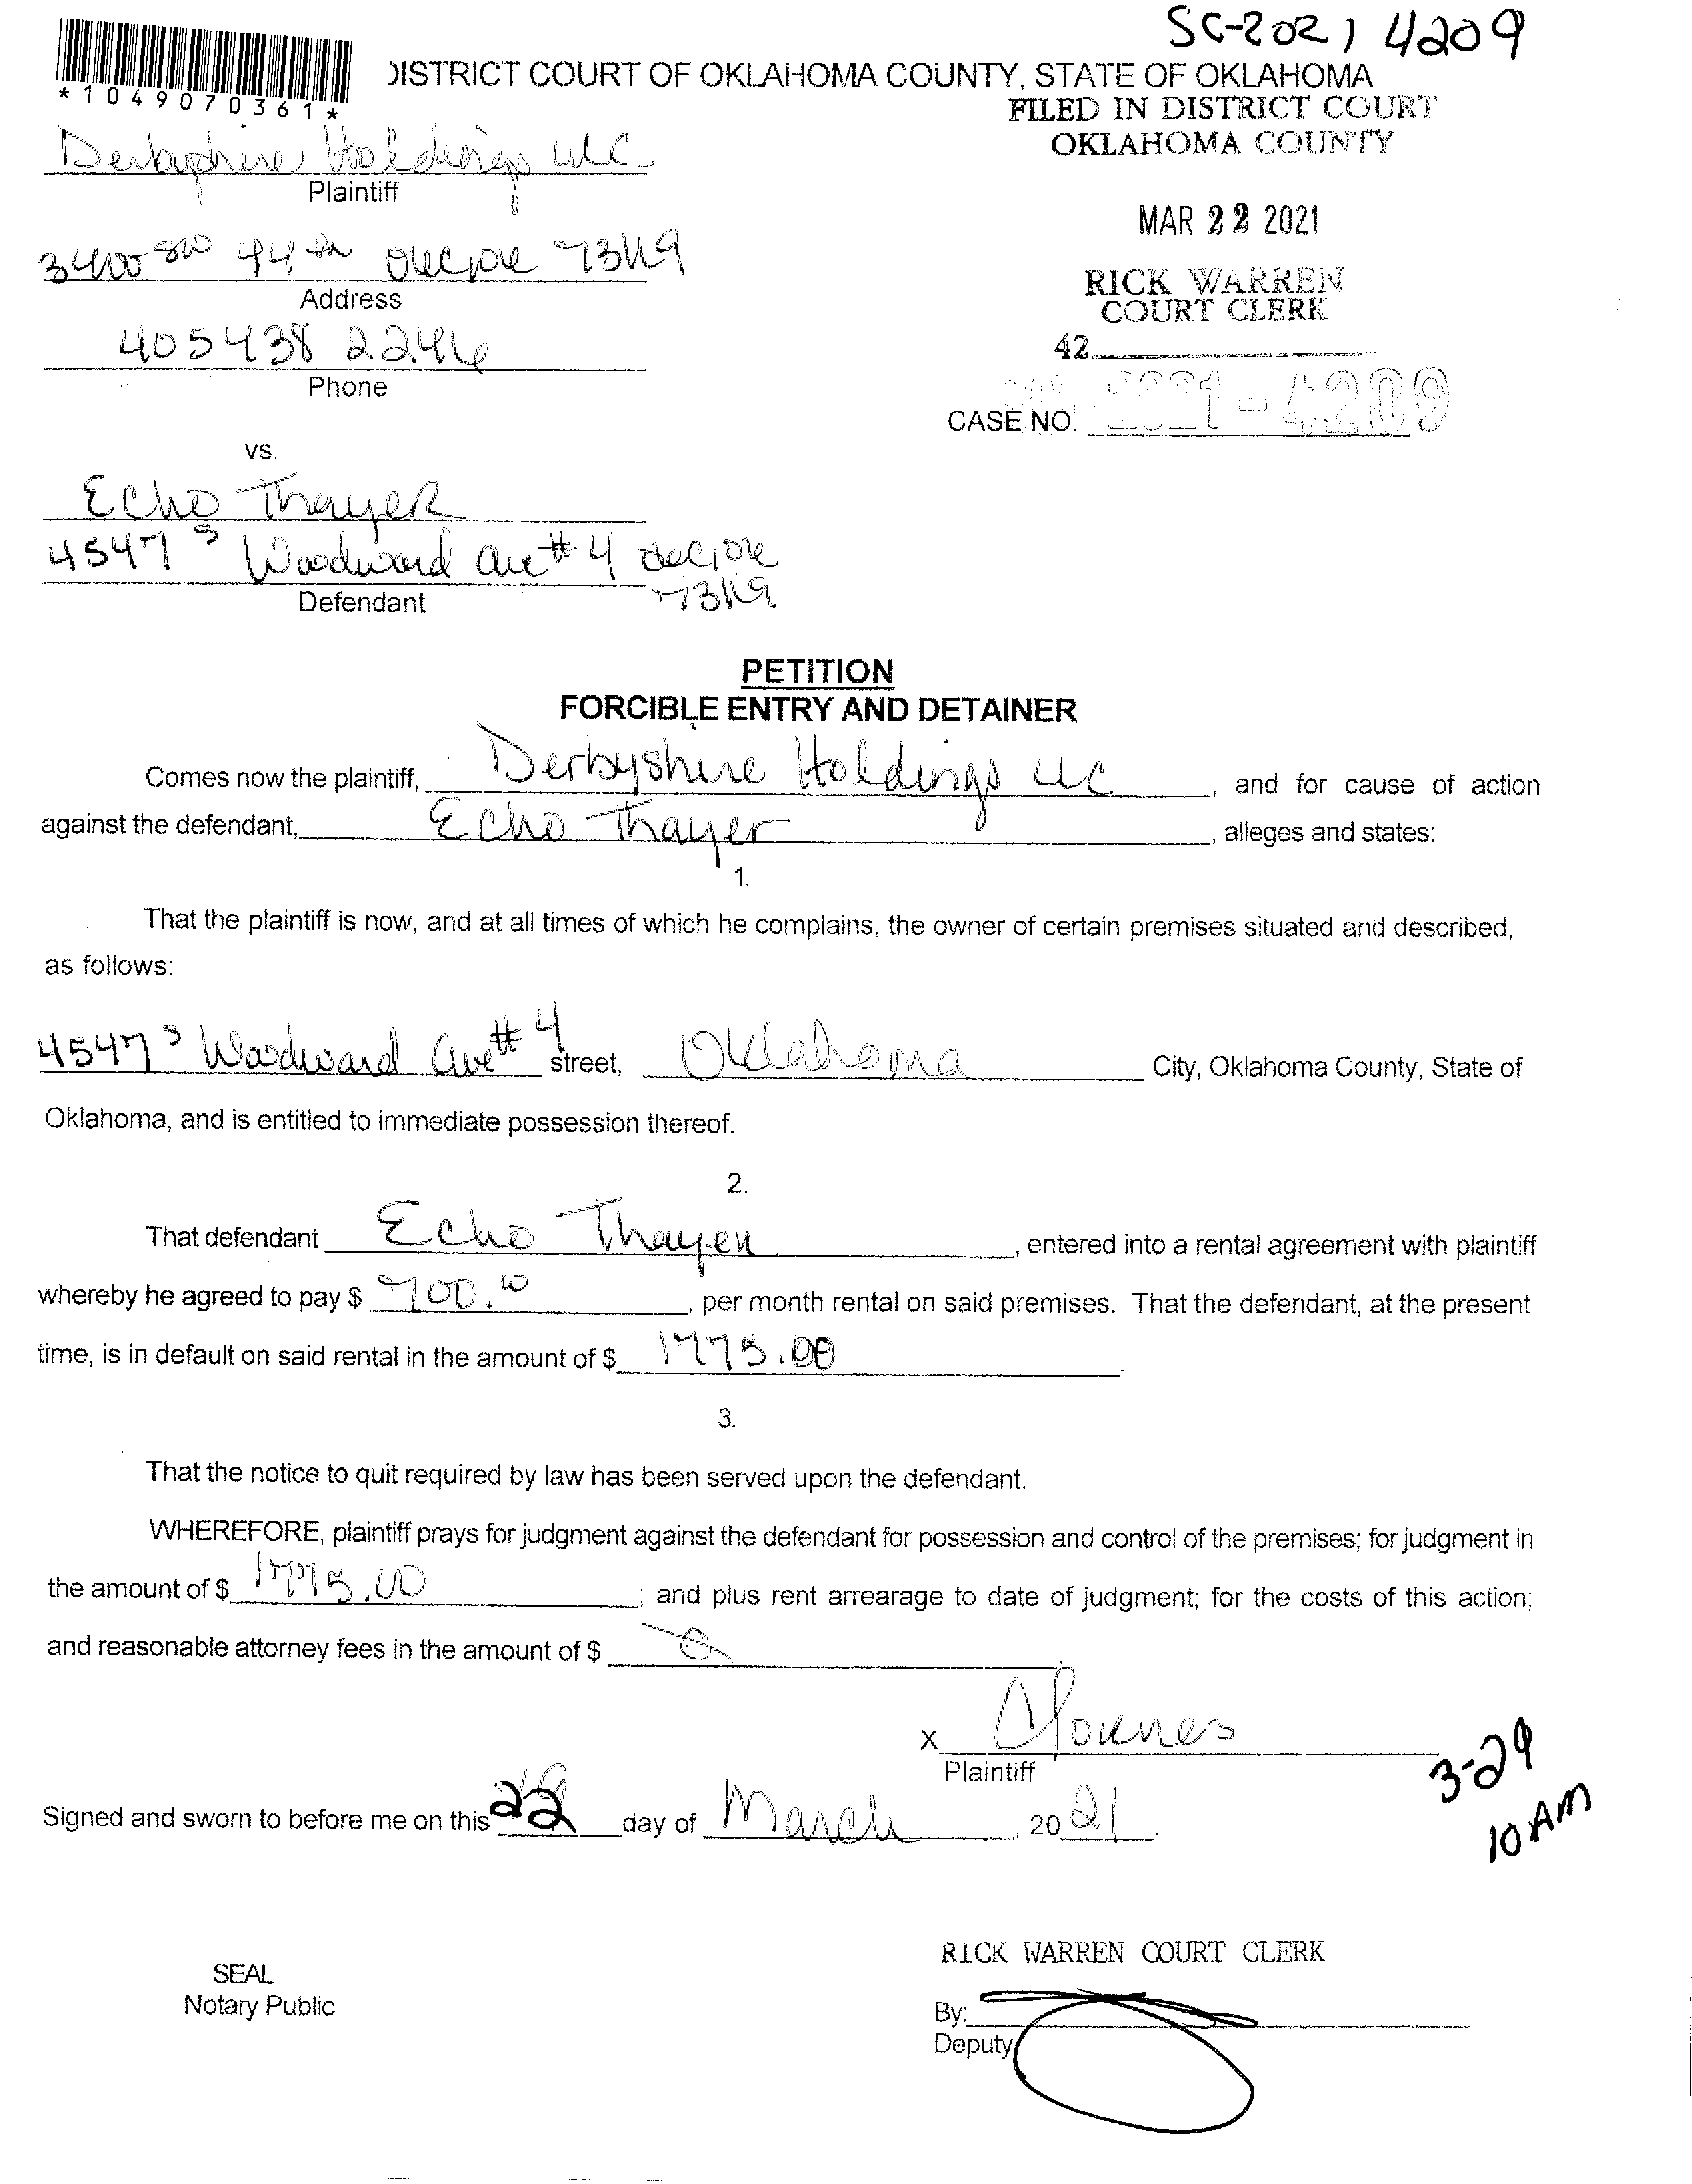 SC-2021 4209
DISTRICT COURT OF OKLAHOMA COUNTY, STATE OF OKLAHOMA
*1049070361*
FILED IN DISTRICT COURT
OKLAHOMA COUNTY
Derbyshire Holdings LLC
Plaintiff
MAR 22 2021
3400 SW 44th 73119
Address
RICK WARREN
COURT CLERK
405 438 2246
Phone
42
CASE NO. 2021-4209
vs.
Echo Thayer
4547 S Woodward Ave #4
73119
Defendant
PETITION
FORCIBLE ENTRY AND DETAINER
Comes now the plaintiff, Derbyshire Holdings LLC, and for cause of action
against the defendant, Echo Thayer, alleges and states:
1.
That the plaintiff is now, and at all times of which he complains, the owner of certain premises situated and described,
as follows:
4547 S Woodward Ave #4 street, Oklahoma City, Oklahoma County, State of
Oklahoma, and is entitled to immediate possession thereof.
2.
That defendant Echo Thayer, entered into a rental agreement with plaintiff
whereby he agreed to pay $ 700.00, per month rental on said premises. That the defendant, at the present
time, is in default on said rental in the amount of $ 1775.00
3.
That the notice to quit required by law has been served upon the defendant.
WHEREFORE, plaintiff prays for judgment against the defendant for possession and control of the premises; for judgment in
the amount of $ 1775.00; and plus rent arrearage to date of judgment; for the costs of this action;
and reasonable attorney fees in the amount of $ 0
x
Plaintiff
3-29
10 AM
Signed and sworn to before me on this 22 day of March, 2021.
RICK WARREN COURT CLERK
SEAL
Notary Public
By:
Deputy